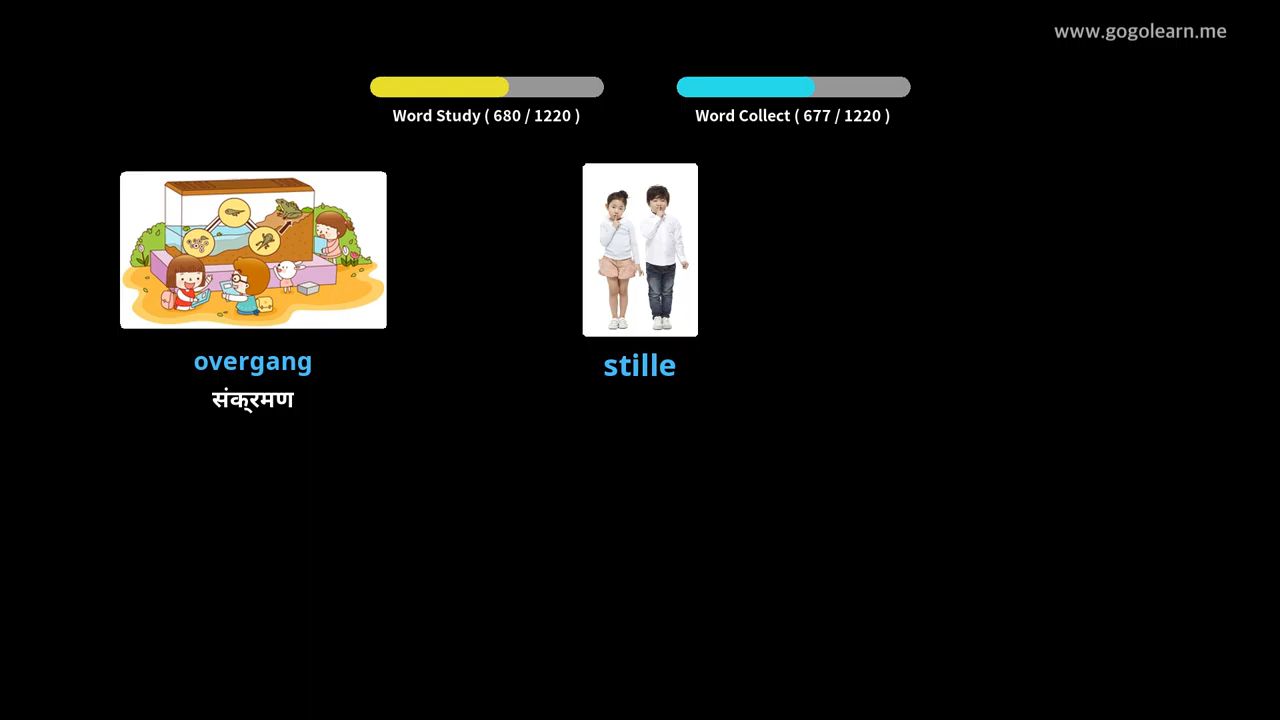 www.gogolearn.me
Word Study ( 680 / 1220 )
Word Collect ( 677 / 1220 )
overgang
संक्रमण
stille